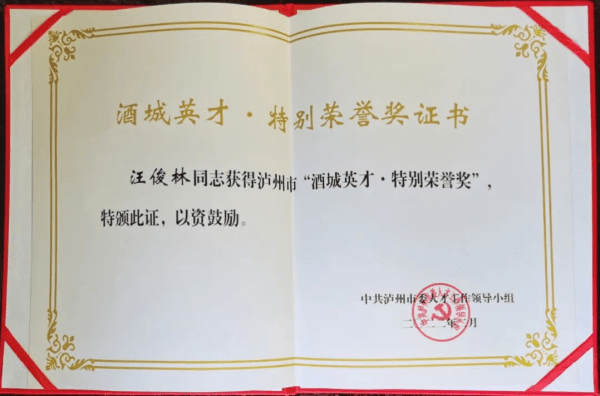 酒城英才·特别荣誉奖证书
汪俊林同志获得泸州市“酒城英才·特别荣誉奖”，
特颁此证，以资鼓励。
中共泸州市委人才工作领导小组